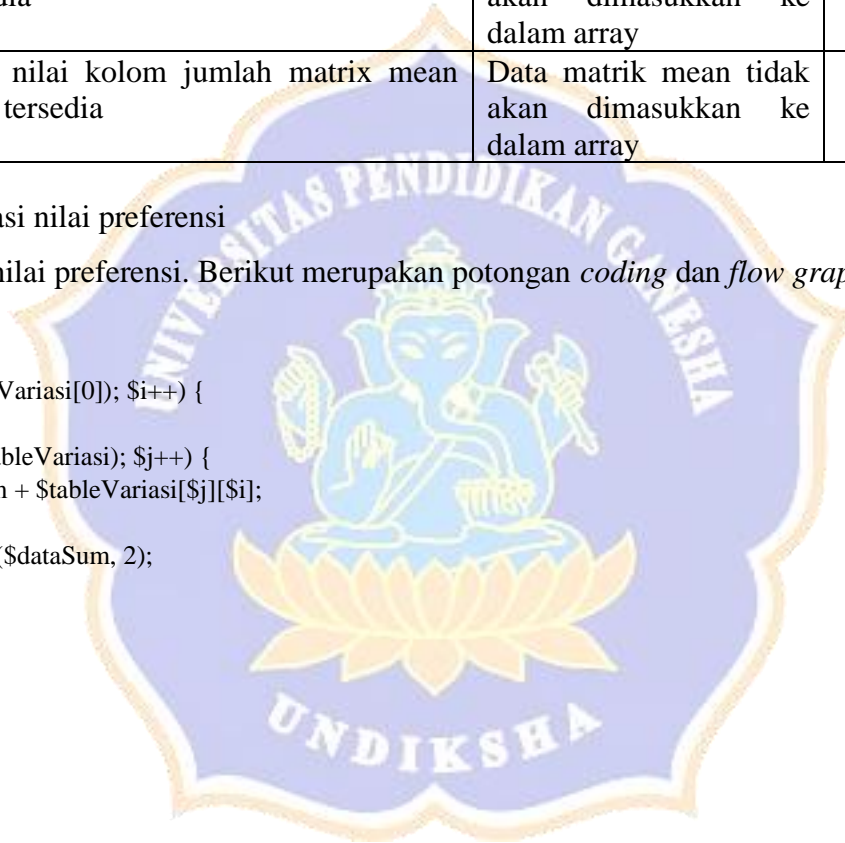 dia
akan dimasukkan ke
dalam array
nilai kolom jumlah matrix mean
tersedia
Data matrik mean tidak
akan dimasukkan ke
dalam array
asi nilai preferensi
nilai preferensi. Berikut merupakan potongan coding dan flow grap
Variasi[0]); $i++) {
bleVariasi); $j++) {
+ $tableVariasi[$j][$i];
($dataSum, 2);
UNIVERSITAS PENDIDIKAN GANESHA
UNDIKSHA